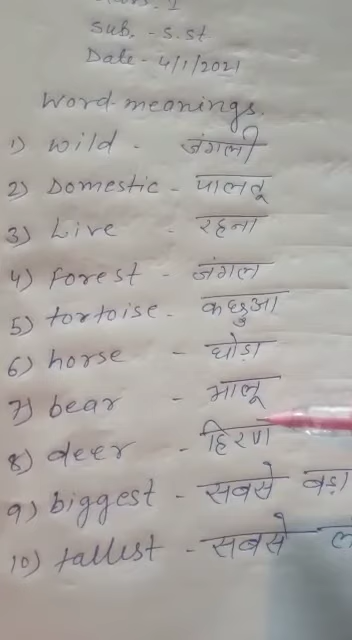 Sub. - S.st
Date - 4/1/2021
Word-meanings.
1) wild - जंगली
2) Domestic - पालतू
3) Live - रहना
4) Forest - जंगल
5) tortoise - कछुआ
6) horse - घोड़ा
7) bear - भालू
8) deer - हिरण
9) biggest - सबसे बड़ा
10) tallest - सबसे